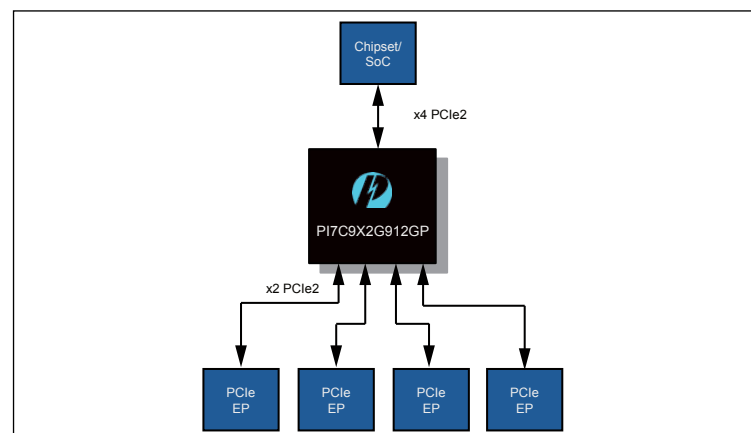 Chipset/
SoC
x4 PCIe2
PI7C9X2G912GP
x2 PCIe2
PCIe
EP
PCIe
EP
PCIe
EP
PCIe
EP